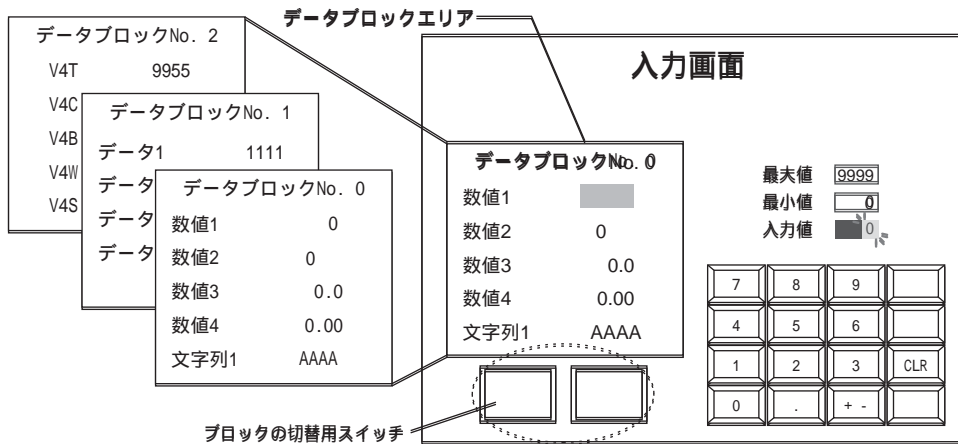 データブロックエリア
データブロックNo. 2
V4T 9955
V4C
V4B
V4W
V4S
データブロックNo. 1
データ1 1111
データ
データ
データ
データブロックNo. 0
数値1 0
数値2 0
数値3 0.0
数値4 0.00
文字列1 AAAA
入力画面
データブロックNo. 0
数値1
数値2 0
数値3 0.0
数値4 0.00
文字列1 AAAA
最大値 9999
最小値 0
入力値 0
7 8 9
4 5 6
1 2 3 CLR
0 . + -
ブロックの切替用スイッチ